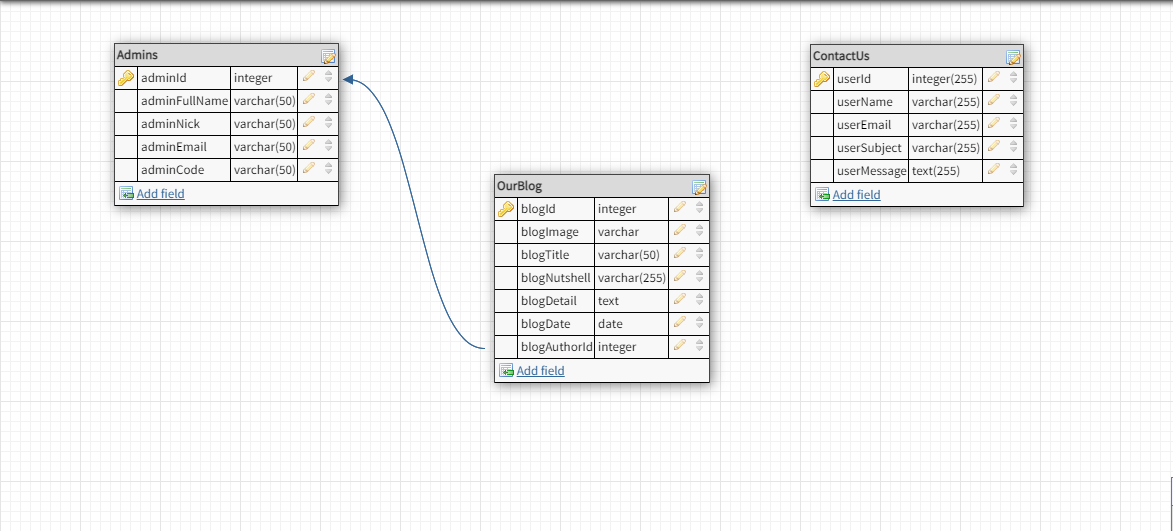 Admins
adminId integer
adminFullName varchar(50)
adminNick varchar(50)
adminEmail varchar(50)
adminCode varchar(50)
Add field
OurBlog
blogId integer
blogImage varchar
blogTitle varchar(50)
blogNutshell varchar(255)
blogDetail text
blogDate date
blogAuthorId integer
Add field
ContactUs
userId integer(255)
userName varchar(255)
userEmail varchar(255)
userSubject varchar(255)
userMessage text(255)
Add field